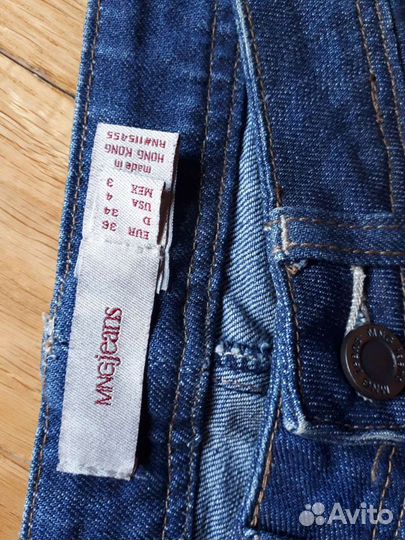 MNGjeans
EUR 36
D 34
USA 4
MEX 3
made in
HONG KONG
RN#115455
Avito